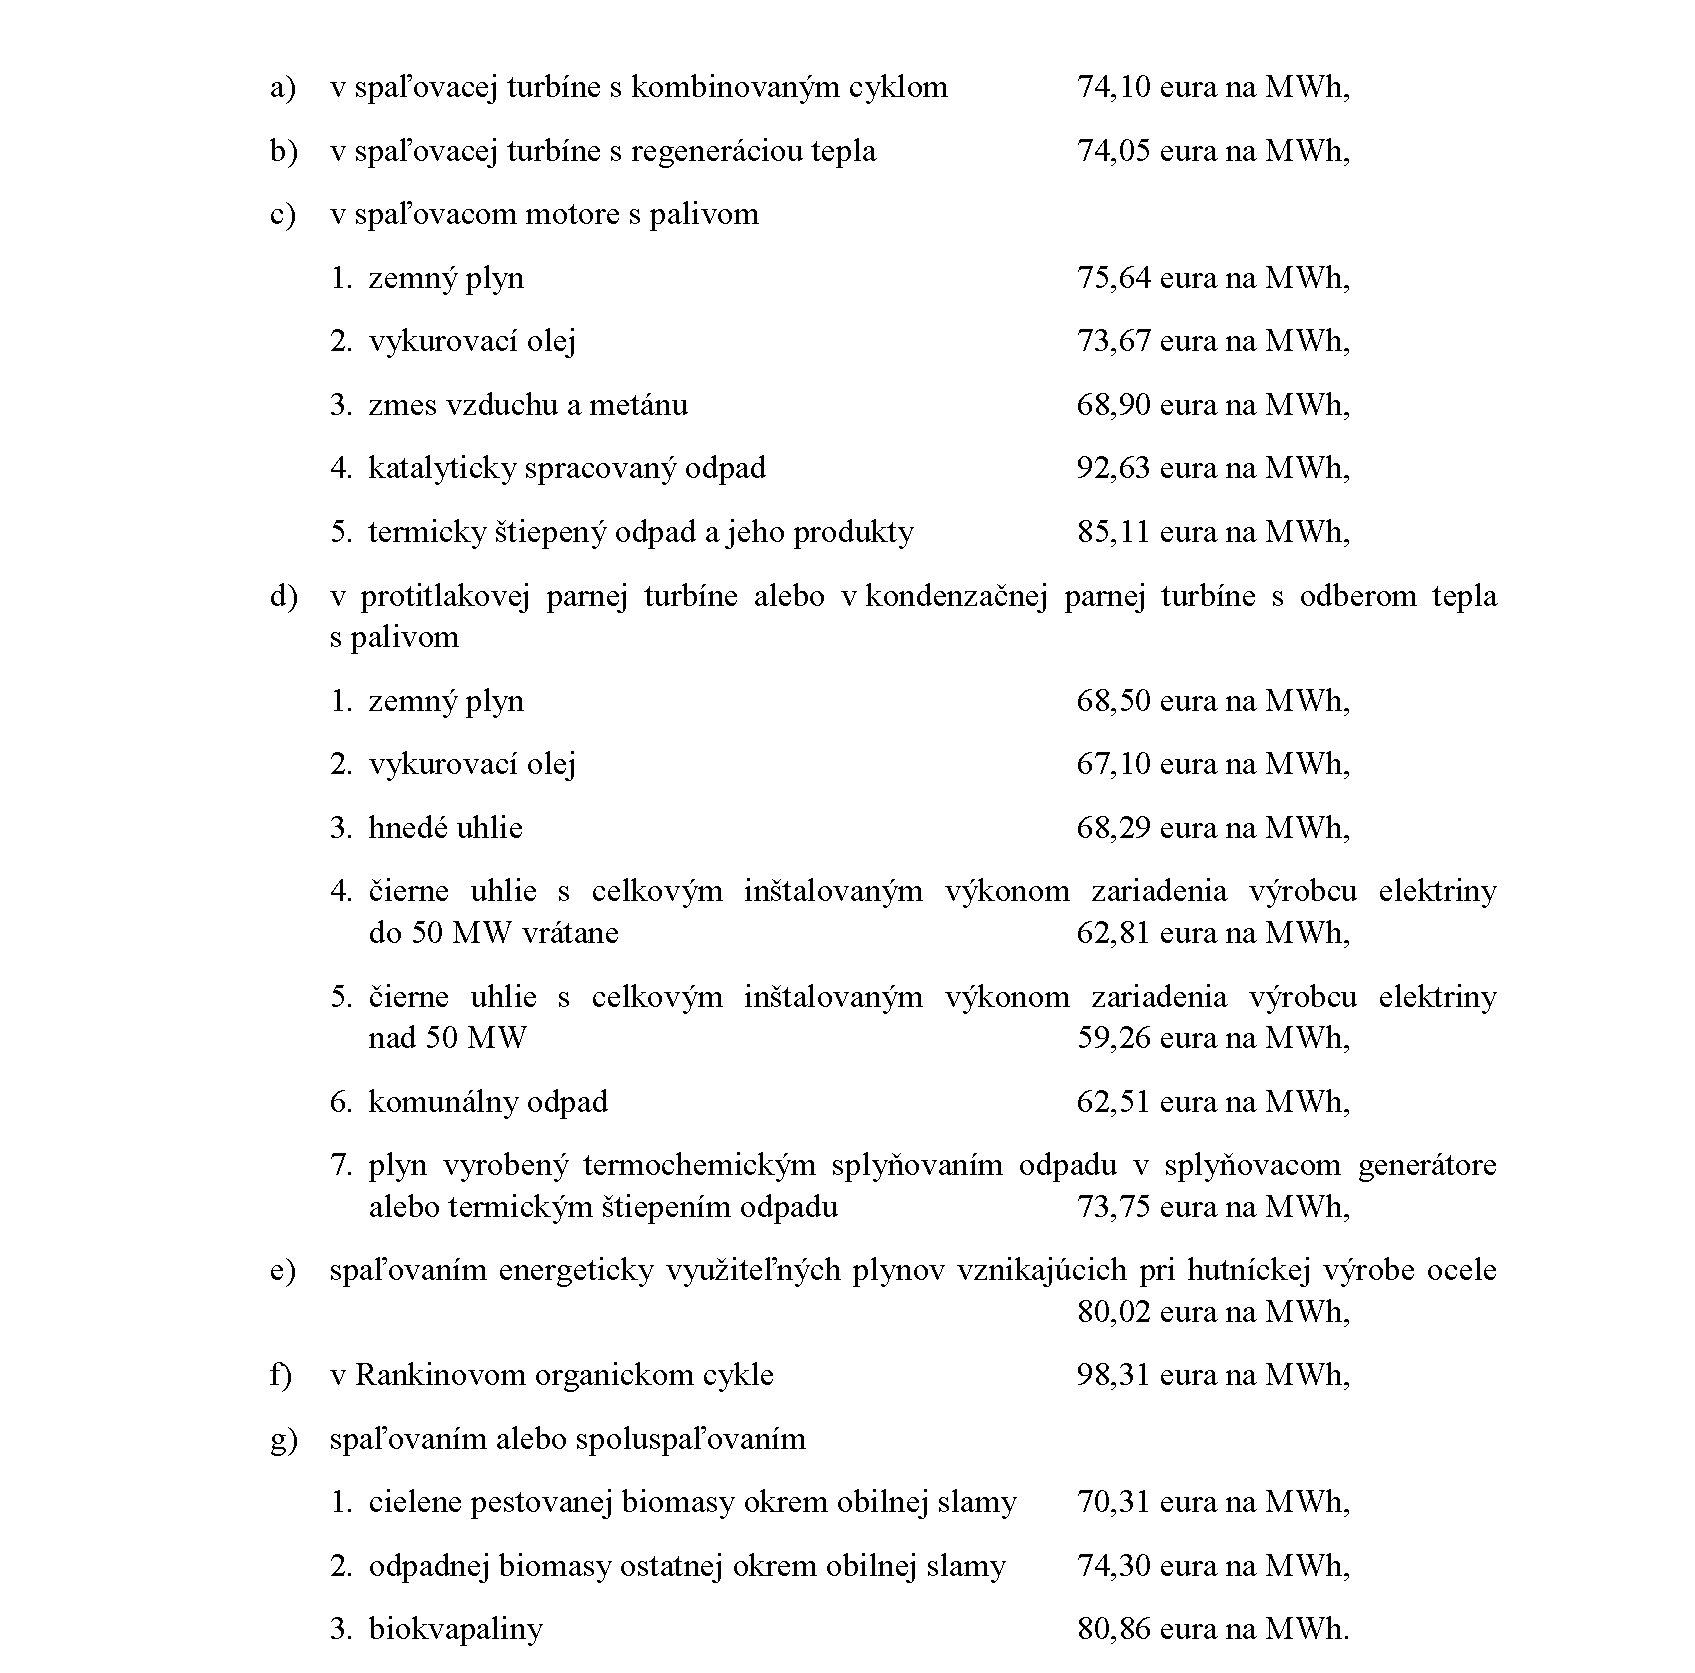 a) v spaľovacej turbíne s kombinovaným cyklom 74,10 eura na MWh,
b) v spaľovacej turbíne s regeneráciou tepla 74,05 eura na MWh,
c) v spaľovacom motore s palivom
1. zemný plyn 75,64 eura na MWh,
2. vykurovací olej 73,67 eura na MWh,
3. zmes vzduchu a metánu 68,90 eura na MWh,
4. katalyticky spracovaný odpad 92,63 eura na MWh,
5. termicky štiepený odpad a jeho produkty 85,11 eura na MWh,
d) v protitlakovej parnej turbíne alebo v kondenzačnej parnej turbíne s odberom tepla
s palivom
1. zemný plyn 68,50 eura na MWh,
2. vykurovací olej 67,10 eura na MWh,
3. hnedé uhlie 68,29 eura na MWh,
4. čierne uhlie s celkovým inštalovaným výkonom zariadenia výrobcu elektriny
do 50 MW vrátane 62,81 eura na MWh,
5. čierne uhlie s celkovým inštalovaným výkonom zariadenia výrobcu elektriny
nad 50 MW 59,26 eura na MWh,
6. komunálny odpad 62,51 eura na MWh,
7. plyn vyrobený termochemickým splyňovaním odpadu v splyňovacom generátore
alebo termickým štiepením odpadu 73,75 eura na MWh,
e) spaľovaním energeticky využiteľných plynov vznikajúcich pri hutníckej výrobe ocele
80,02 eura na MWh,
f) v Rankinovom organickom cykle 98,31 eura na MWh,
g) spaľovaním alebo spoluspaľovaním
1. cielene pestovanej biomasy okrem obilnej slamy 70,31 eura na MWh,
2. odpadnej biomasy ostatnej okrem obilnej slamy 74,30 eura na MWh,
3. biokvapaliny 80,86 eura na MWh.